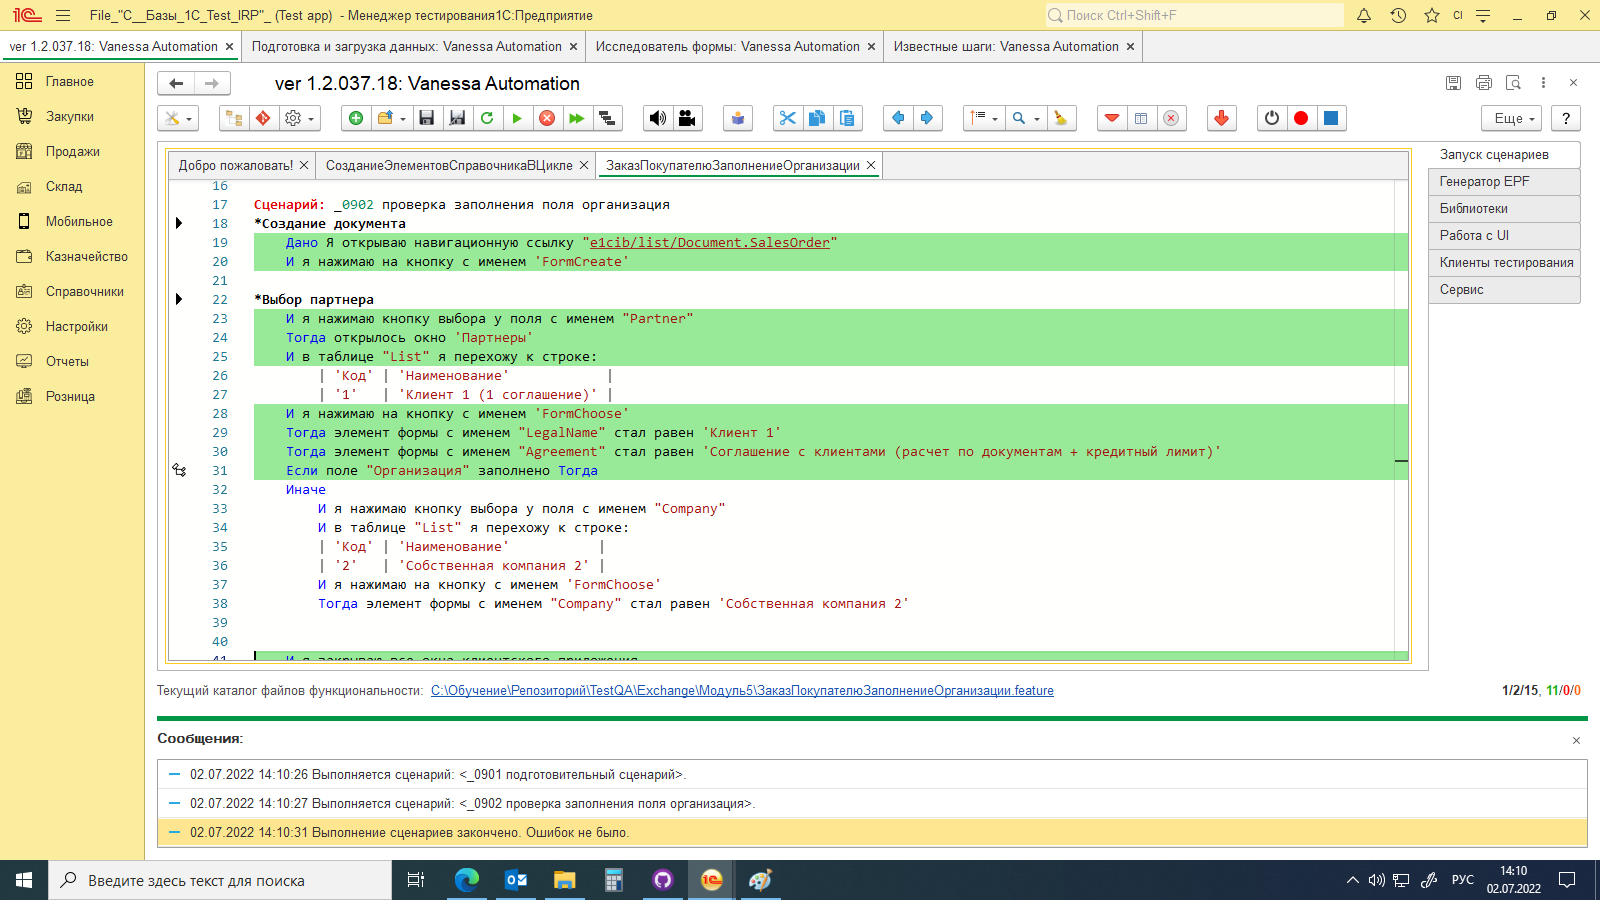 File_"C__Базы_1C_Test_IRP"_ (Test app) - Менеджер тестирования1С:Предприятие
Поиск Ctrl+Shift+F
CI
ver 1.2.037.18: Vanessa Automation
Подготовка и загрузка данных: Vanessa Automation
Исследователь формы: Vanessa Automation
Известные шаги: Vanessa Automation
Главное
Закупки
Продажи
Склад
Мобильное
Казначейство
Справочники
Настройки
Отчеты
Розница
ver 1.2.037.18: Vanessa Automation
Еще
?
Добро пожаловать!
СозданиеЭлементовСправочникаВЦикле
ЗаказПокупателюЗаполнениеОрганизации
16
17 Сценарий: _0902 проверка заполнения поля организация
18 *Создание документа
19 Дано Я открываю навигационную ссылку "e1cib/list/Document.SalesOrder"
20 И я нажимаю на кнопку с именем 'FormCreate'
21
22 *Выбор партнера
23 И я нажимаю кнопку выбора у поля с именем "Partner"
24 Тогда открылось окно 'Партнеры'
25 И в таблице "List" я перехожу к строке:
26 | 'Код' | 'Наименование' |
27 | '1' | 'Клиент 1 (1 соглашение)' |
28 И я нажимаю на кнопку с именем 'FormChoose'
29 Тогда элемент формы с именем "LegalName" стал равен 'Клиент 1'
30 Тогда элемент формы с именем "Agreement" стал равен 'Соглашение с клиентами (расчет по документам + кредитный лимит)'
31 Если поле "Организация" заполнено Тогда
32 Иначе
33 И я нажимаю кнопку выбора у поля с именем "Company"
34 И в таблице "List" я перехожу к строке:
35 | 'Код' | 'Наименование' |
36 | '2' | 'Собственная компания 2' |
37 И я нажимаю на кнопку с именем 'FormChoose'
38 Тогда элемент формы с именем "Company" стал равен 'Собственная компания 2'
39
40
41 И я закрываю все окна клиентского приложения
Запуск сценариев
Генератор EPF
Библиотеки
Работа с UI
Клиенты тестирования
Сервис
Текущий каталог файлов функциональности: C:\Обучение\Репозиторий\TestQA\Exchange\Модуль5\ЗаказПокупателюЗаполнениеОрганизации.feature
1/2/15, 11/0/0
Сообщения:
02.07.2022 14:10:26 Выполняется сценарий: <_0901 подготовительный сценарий>.
02.07.2022 14:10:27 Выполняется сценарий: <_0902 проверка заполнения поля организация>.
02.07.2022 14:10:31 Выполнение сценариев закончено. Ошибок не было.
Введите здесь текст для поиска
РУС
14:10
02.07.2022